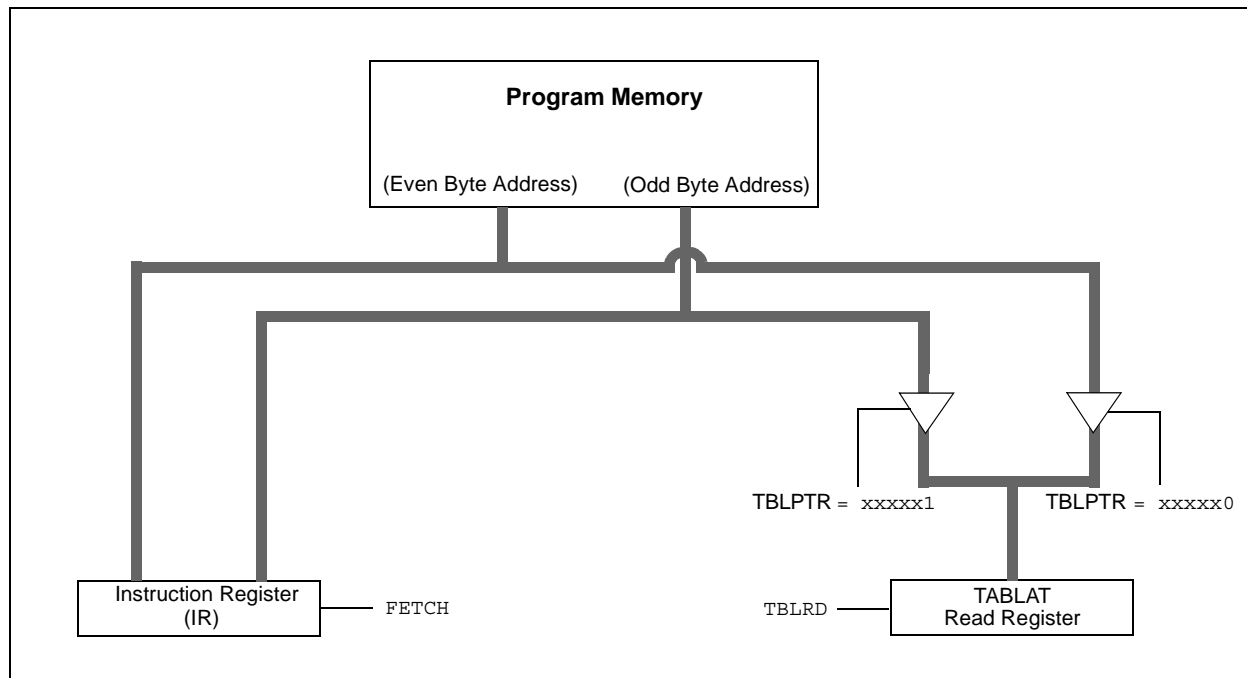 Program Memory
(Even Byte Address)
(Odd Byte Address)
TBLPTR = xxxxx1
TBLPTR = xxxxx0
Instruction Register
(IR)
FETCH
TBLRD
TABLAT
Read Register